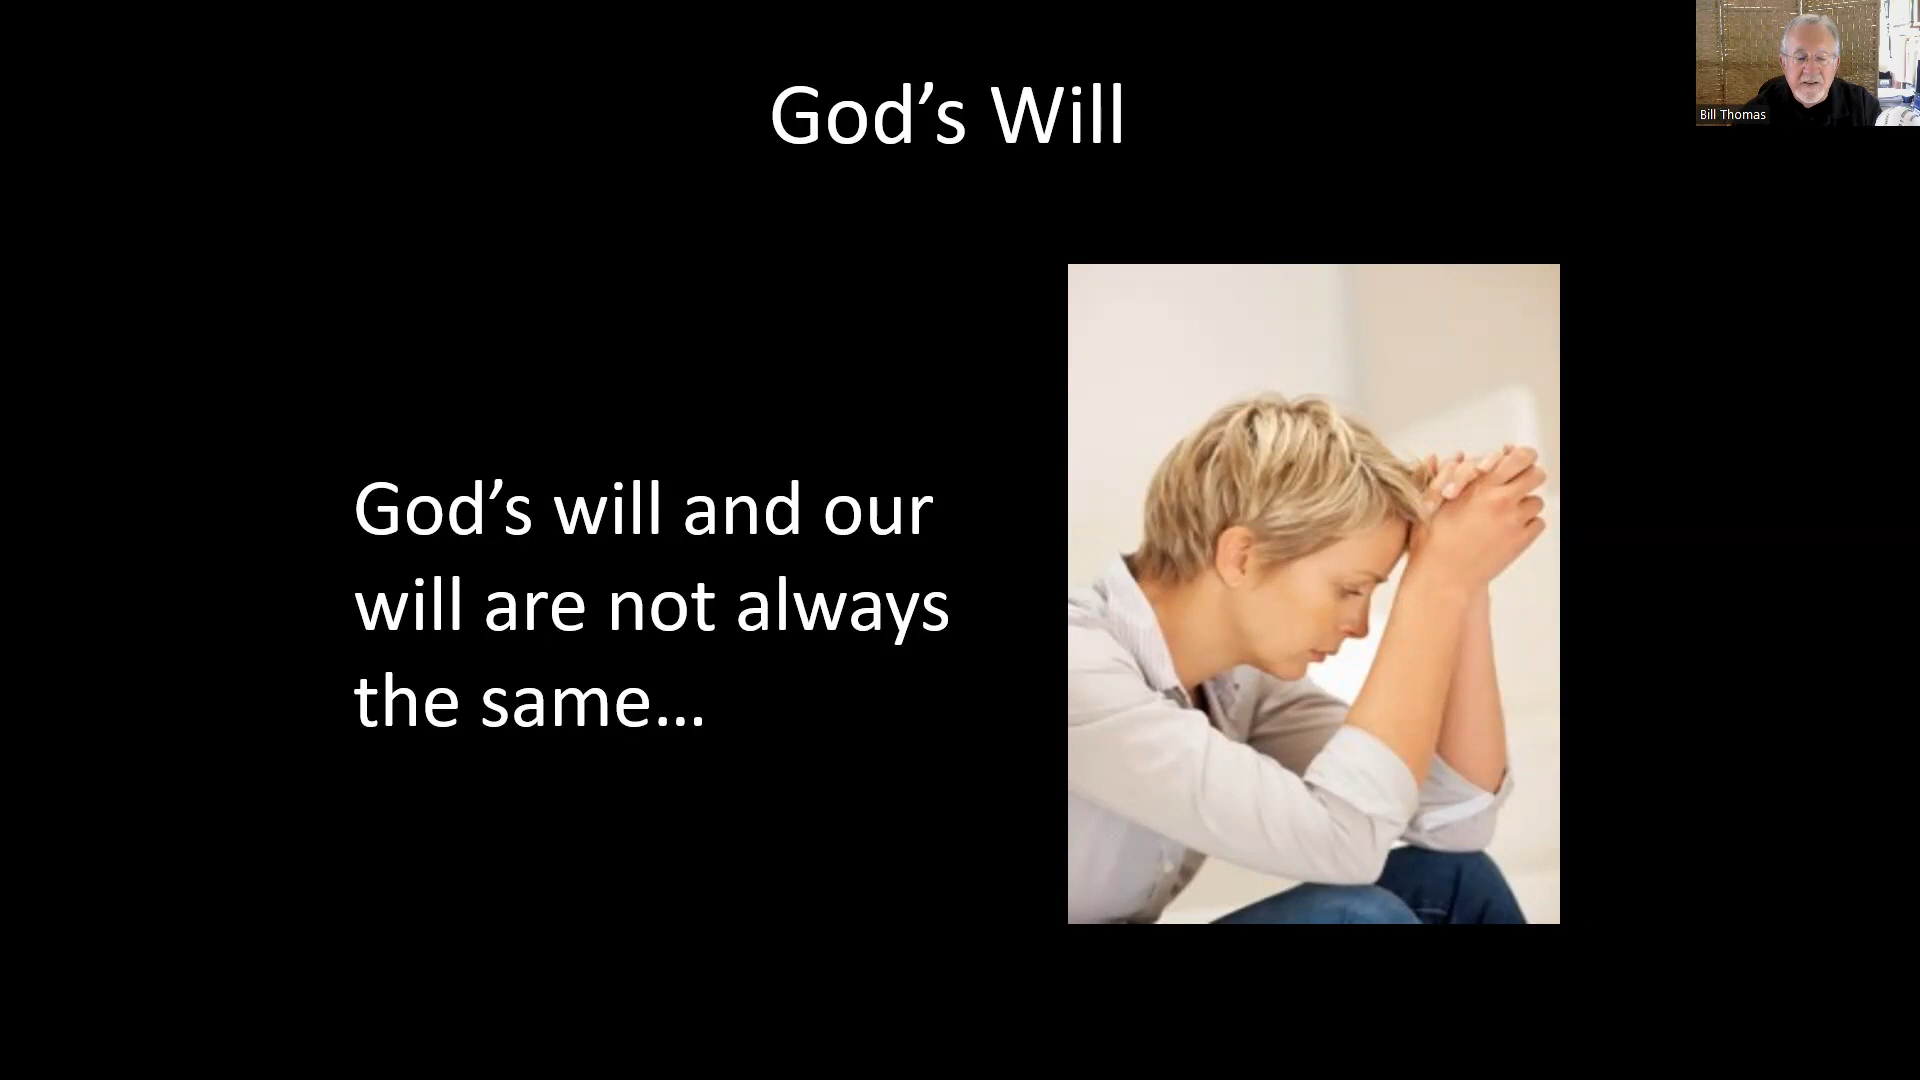 God’s Will
Bill Thomas
God’s will and our
will are not always
the same…